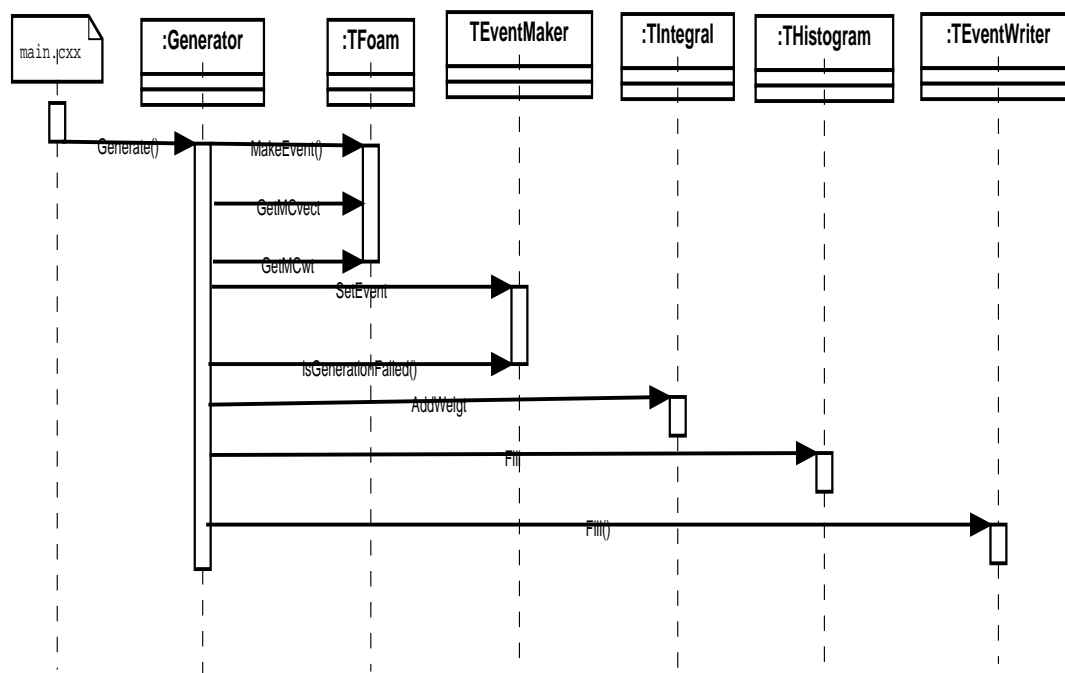 main.cxx
:Generator
:TFoam
TEventMaker
:TIntegral
:THistogram
:TEventWriter
Generate()
MakeEvent()
GetMCvect
GetMCwt
SetEvent
IsGenerationFailed()
AddWeigt
Fill
Fill()